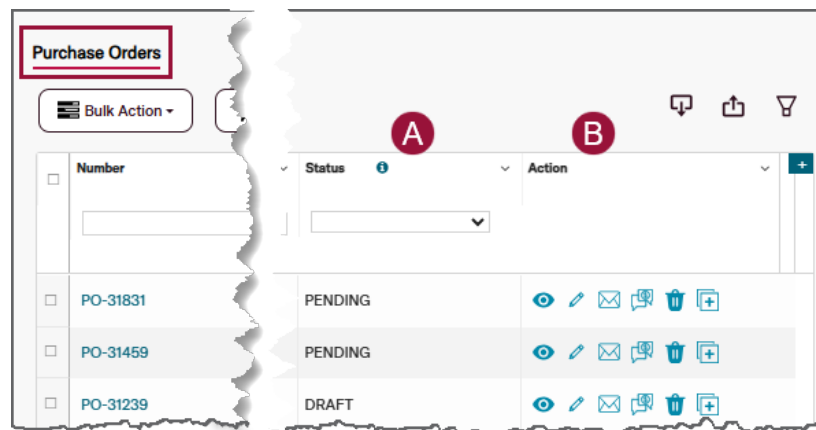 Purchase Orders
Bulk Action
A B
Number Status Action
+
PO-31831 PENDING
PO-31459 PENDING
PO-31239 DRAFT